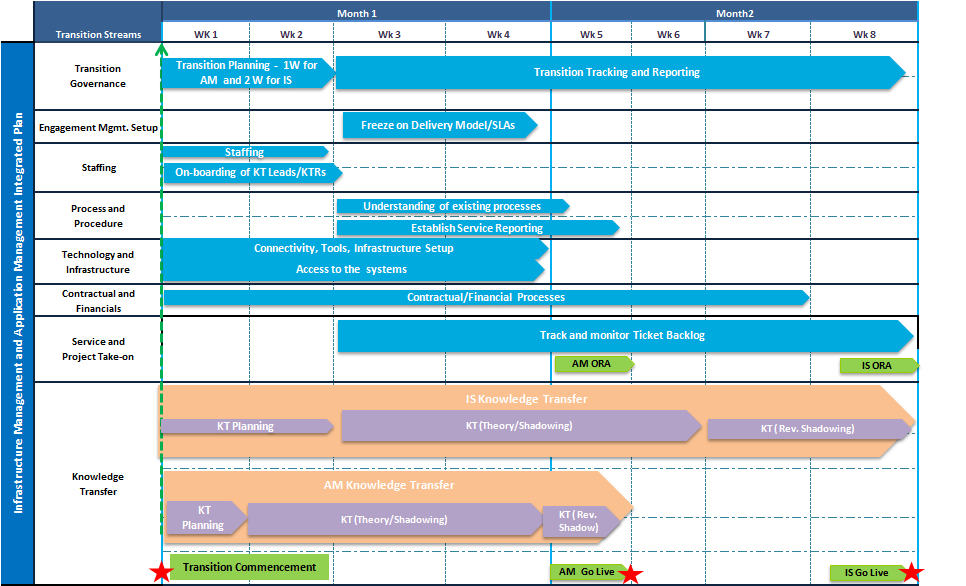 Month 1
Month2
Transition Streams
WK 1
Wk 2
Wk 3
Wk 4
Wk 5
Wk 6
Wk 7
Wk 8
Infrastructure Management and Application Management Integrated Plan
Transition
Governance
Transition Planning - 1W for
AM and 2 W for IS
Transition Tracking and Reporting
Engagement Mgmt. Setup
Freeze on Delivery Model/SLAs
Staffing
Staffing
On-boarding of KT Leads/KTRs
Process and
Procedure
Understanding of existing processes
Establish Service Reporting
Technology and
Infrastructure
Connectivity, Tools, Infrastructure Setup
Access to the systems
Contractual and
Financials
Contractual/Financial Processes
Service and
Project Take-on
Track and monitor Ticket Backlog
AM ORA
IS ORA
Knowledge
Transfer
IS Knowledge Transfer
KT Planning
KT (Theory/Shadowing)
KT ( Rev. Shadowing)
AM Knowledge Transfer
KT
Planning
KT (Theory/Shadowing)
KT ( Rev.
Shadow)
Transition Commencement
AM Go Live
IS Go Live